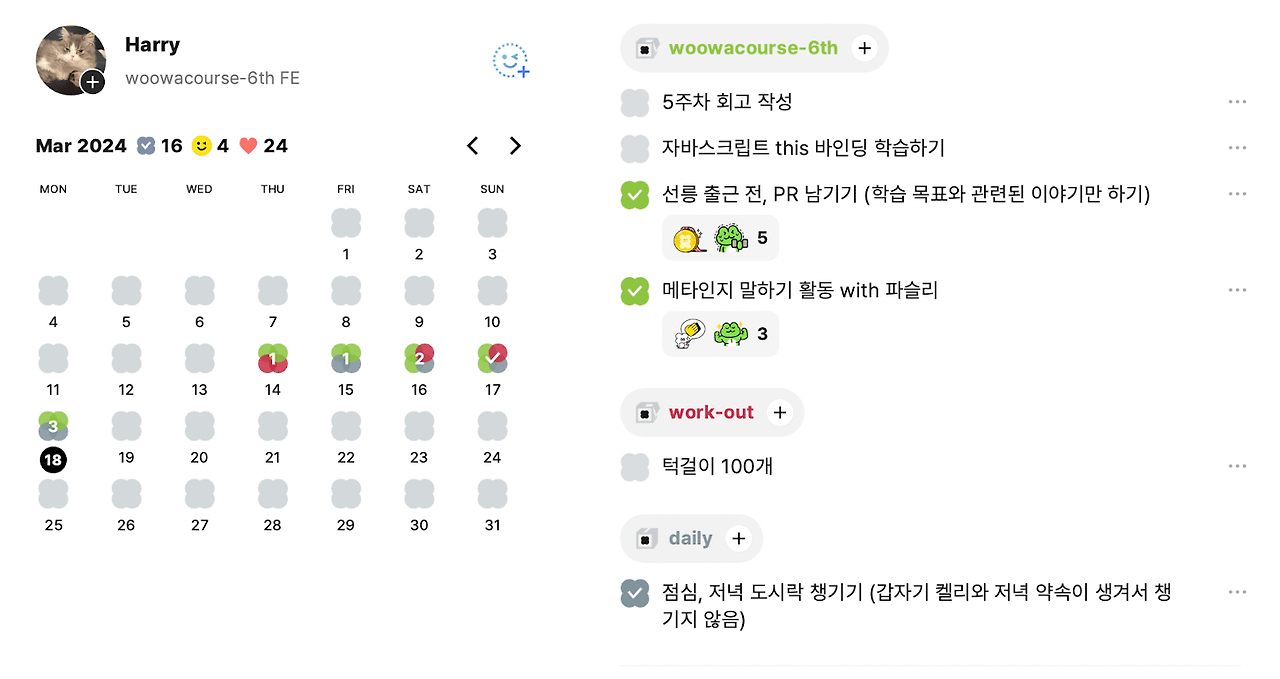 Harry
woowacourse-6th FE
Mar 2024 16 4 24
MON TUE WED THU FRI SAT SUN
1 2 3
4 5 6 7 8 9 10
1 1 2
11 12 13 14 15 16 17
3
18 19 20 21 22 23 24
25 26 27 28 29 30 31
woowacourse-6th +
5주차 회고 작성
자바스크립트 this 바인딩 학습하기
선릉 출근 전, PR 남기기 (학습 목표와 관련된 이야기만 하기)
5
메타인지 말하기 활동 with 파슬리
3
work-out +
턱걸이 100개
daily +
점심, 저녁 도시락 챙기기 (갑자기 켈리와 저녁 약속이 생겨서 챙
기지 않음)